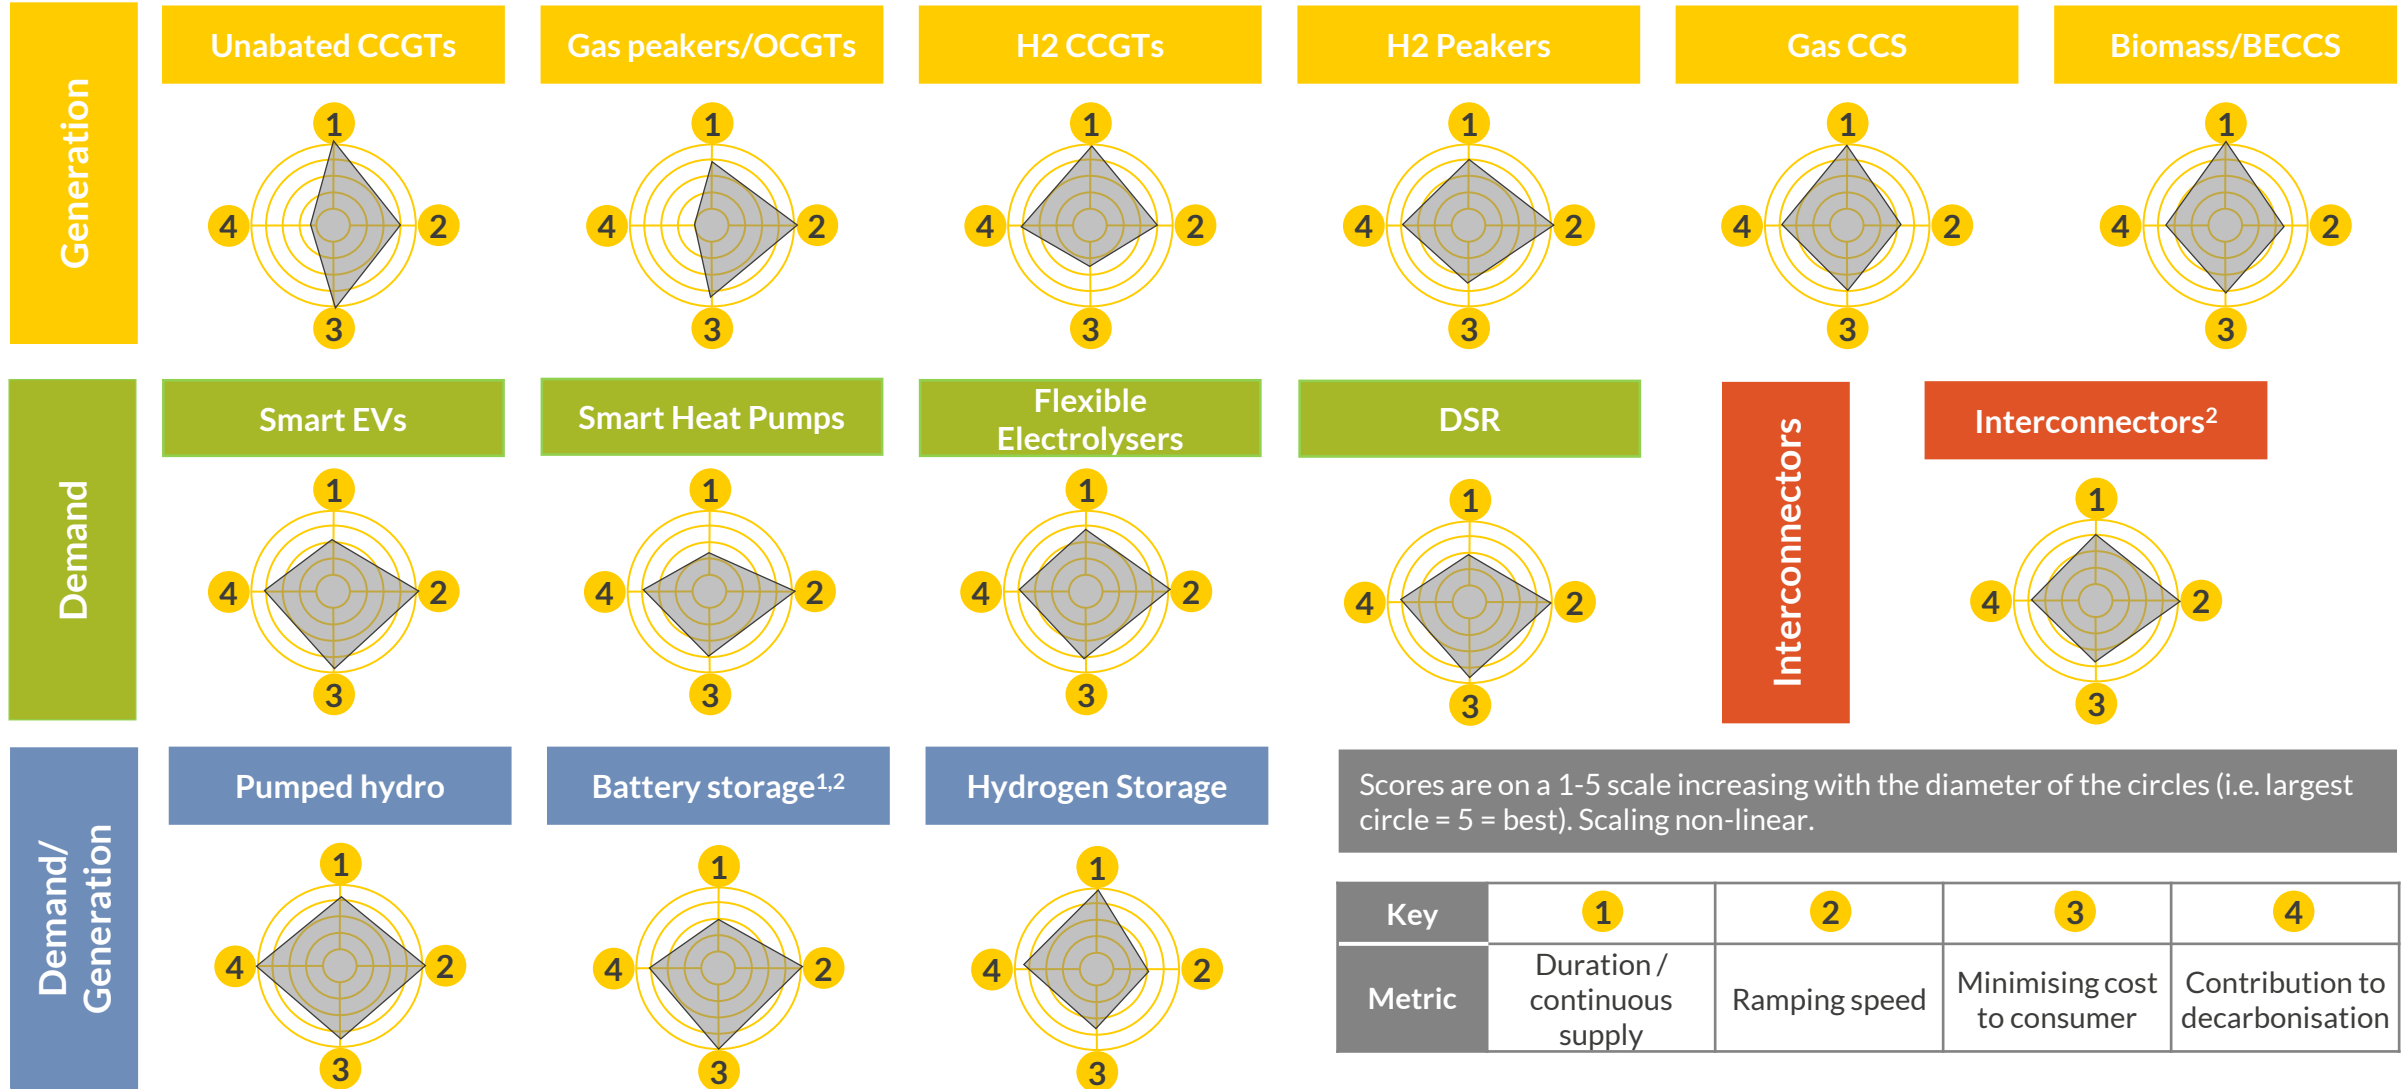 Generation
Unabated CCGTs
Gas peakers/OCGTs
H2 CCGTs
H2 Peakers
Gas CCS
Biomass/BECCS
1
2
3
4
1
2
3
4
1
2
3
4
1
2
3
4
1
2
3
4
1
2
3
4
Demand
Smart EVs
Smart Heat Pumps
Flexible
Electrolysers
DSR
Interconnectors
Interconnectors²
1
2
3
4
1
2
3
4
1
2
3
4
1
2
3
4
1
2
3
4
Demand/
Generation
Pumped hydro
Battery storage¹,²
Hydrogen Storage
1
2
3
4
1
2
3
4
1
2
3
4
Scores are on a 1-5 scale increasing with the diameter of the circles (i.e. largest
circle = 5 = best). Scaling non-linear.
Key
1
2
3
4
Metric
Duration /
continuous
supply
Ramping speed
Minimising cost
to consumer
Contribution to
decarbonisation